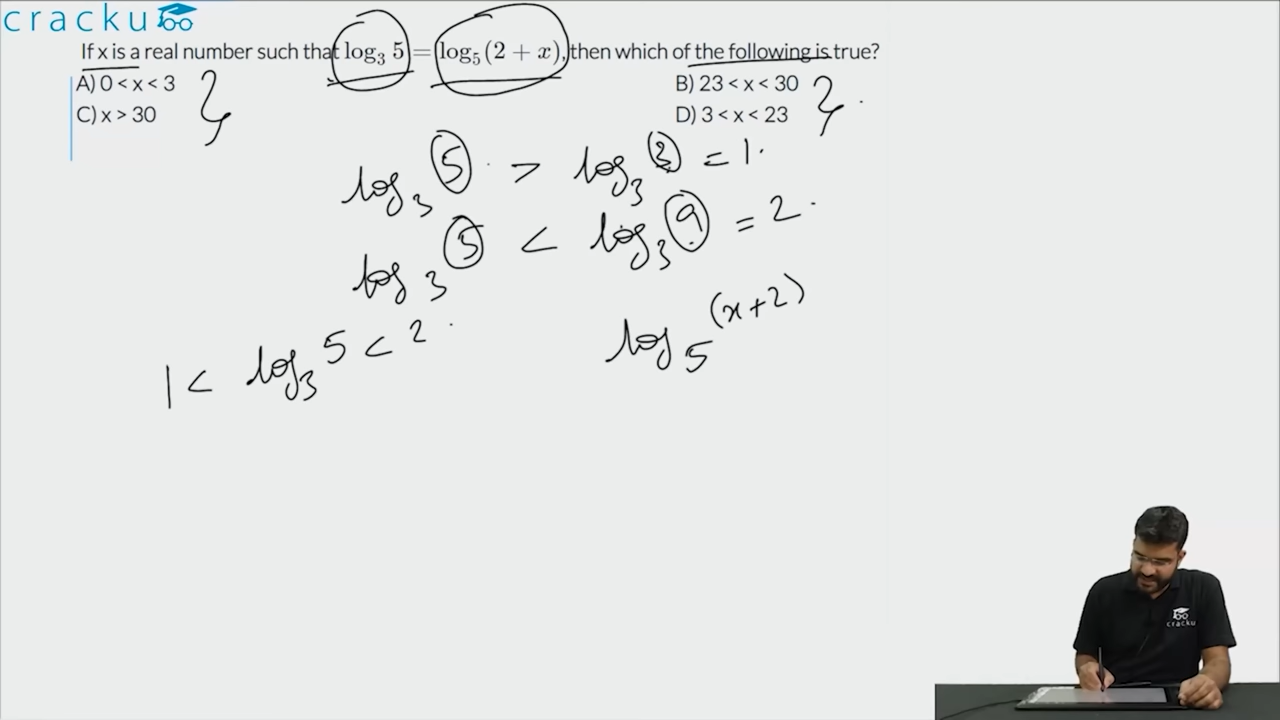 cracku
If x is a real number such that log₃ 5 = log₅ (2 + x), then which of the following is true?
A) 0 < x < 3
B) 23 < x < 30
C) x > 30
D) 3 < x < 23
log₃ 5 > log₃ 3 = 1.
log₃ 5 < log₃ 9 = 2.
1 < log₃ 5 < 2.
log₅ (x+2)
cracku